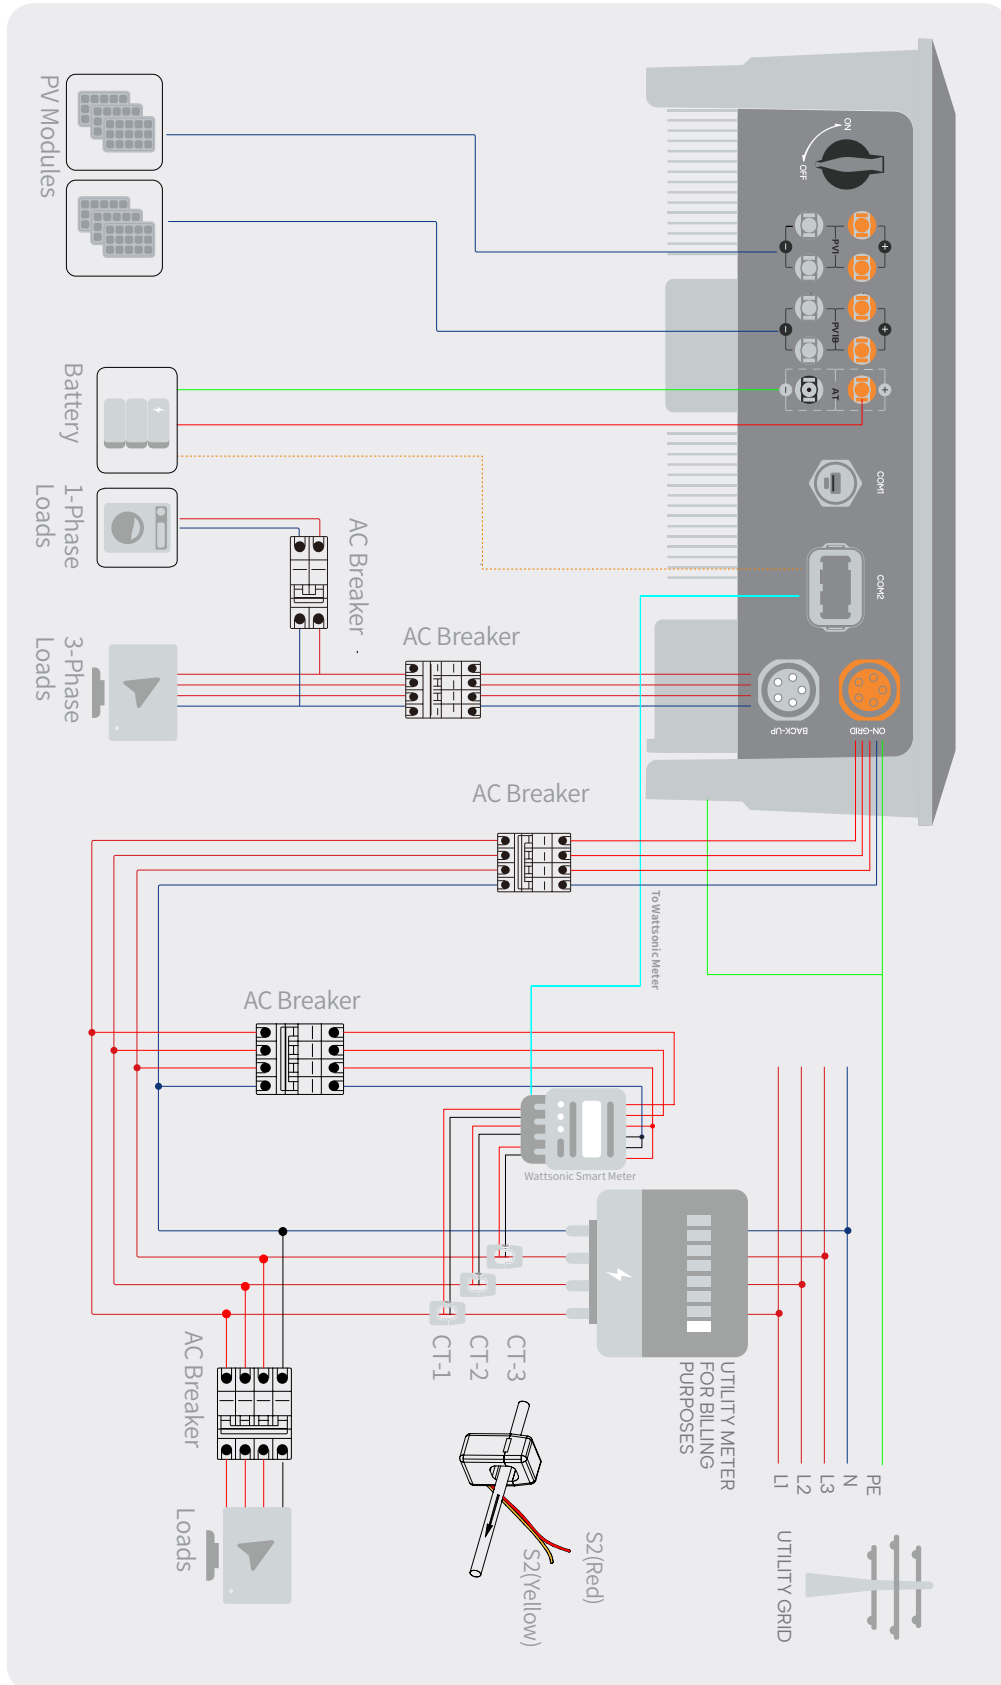 PV Modules
ON
OFF
+
PV1
-
+
PV1B
-
+
AT
-
Battery
COM1
1-Phase
Loads
AC Breaker
COM2
3-Phase
Loads
AC Breaker
BACK-UP
ON-GRID
AC Breaker
To Wattsonic Meter
AC Breaker
Wattsonic Smart Meter
CT-1
CT-2
CT-3
UTILITY METER
FOR BILLING
PURPOSES
AC Breaker
L1
L2
L3
N
PE
Loads
S2(Red)
S2(Yellow)
UTILITY GRID